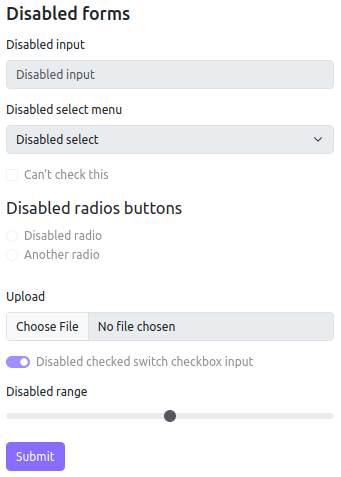 Disabled forms
Disabled input
Disabled input
Disabled select menu
Disabled select
Can't check this
Disabled radios buttons
Disabled radio
Another radio
Upload
Choose File No file chosen
Disabled checked switch checkbox input
Disabled range
Submit